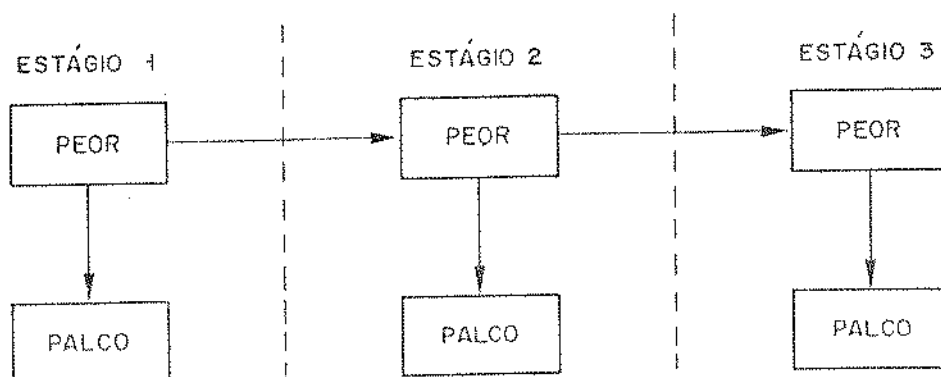 ESTÁGIO 1
ESTÁGIO 2
ESTÁGIO 3
PEOR
PEOR
PEOR
PALCO
PALCO
PALCO